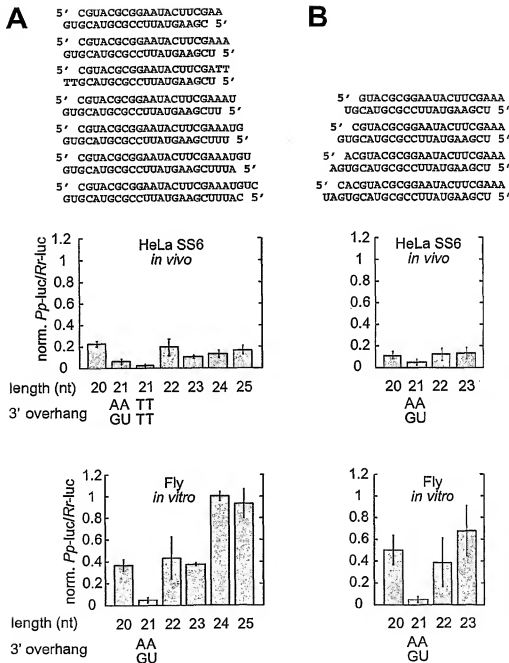 A
5' CGUACGCGGAAUACUUCGAA
GUGCAUGCGCCUUAUGAAGC 5'
5' CGUACGCGGAAUACUUCGAAA
GUGCAUGCGCCUUAUGAAGCU 5'
5' CGUACGCGGAAUACUUCGATT
TTGCAUGCGCCUUAUGAAGCU 5'
5' CGUACGCGGAAUACUUCGAAAU
GUGCAUGCGCCUUAUGAAGCUU 5'
5' CGUACGCGGAAUACUUCGAAAUG
GUGCAUGCGCCUUAUGAAGCUUU 5'
5' CGUACGCGGAAUACUUCGAAAUGU
GUGCAUGCGCCUUAUGAAGCUUUA 5'
5' CGUACGCGGAAUACUUCGAAAUGUC
GUGCAUGCGCCUUAUGAAGCUUUAC 5'
B
5' GUACGCGGAAUACUUCGAAA
UGCAUGCGCCUUAUGAAGCU 5'
5' CGUACGCGGAAUACUUCGAAA
GUGCAUGCGCCUUAUGAAGCU 5'
5' ACGUACGCGGAAUACUUCGAAA
AGUGCAUGCGCCUUAUGAAGCU 5'
5' CACGUACGCGGAAUACUUCGAAA
UAGUGCAUGCGCCUUAUGAAGCU 5'
HeLa SS6
in vivo
norm. Pp-luc/Rr-luc
1.2
1
0.8
0.6
0.4
0.2
0
length (nt) 20 21 21 22 23 24 25
3' overhang AA TT
GU TT
HeLa SS6
in vivo
1.2
1
0.8
0.6
0.4
0.2
0
20 21 22 23
AA
GU
Fly
in vitro
norm. Pp-luc/Rr-luc
1.2
1
0.8
0.6
0.4
0.2
0
length (nt) 20 21 22 23 24 25
3' overhang AA
GU
Fly
in vitro
1.2
1
0.8
0.6
0.4
0.2
0
20 21 22 23
AA
GU